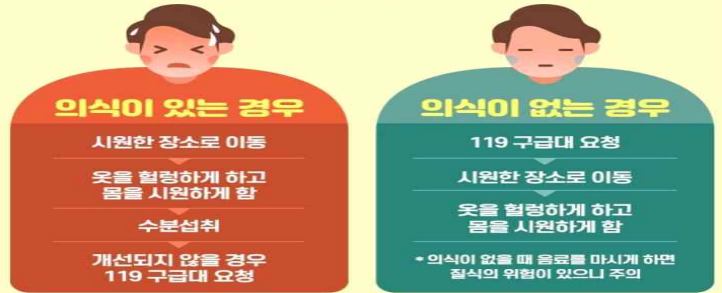 의식이 있는 경우
시원한 장소로 이동
옷을 헐렁하게 하고
몸을 시원하게 함
수분섭취
개선되지 않을 경우
119 구급대 요청
의식이 없는 경우
119 구급대 요청
시원한 장소로 이동
옷을 헐렁하게 하고
몸을 시원하게 함
* 의식이 없을 때 음료를 마시게 하면
질식의 위험이 있으니 주의